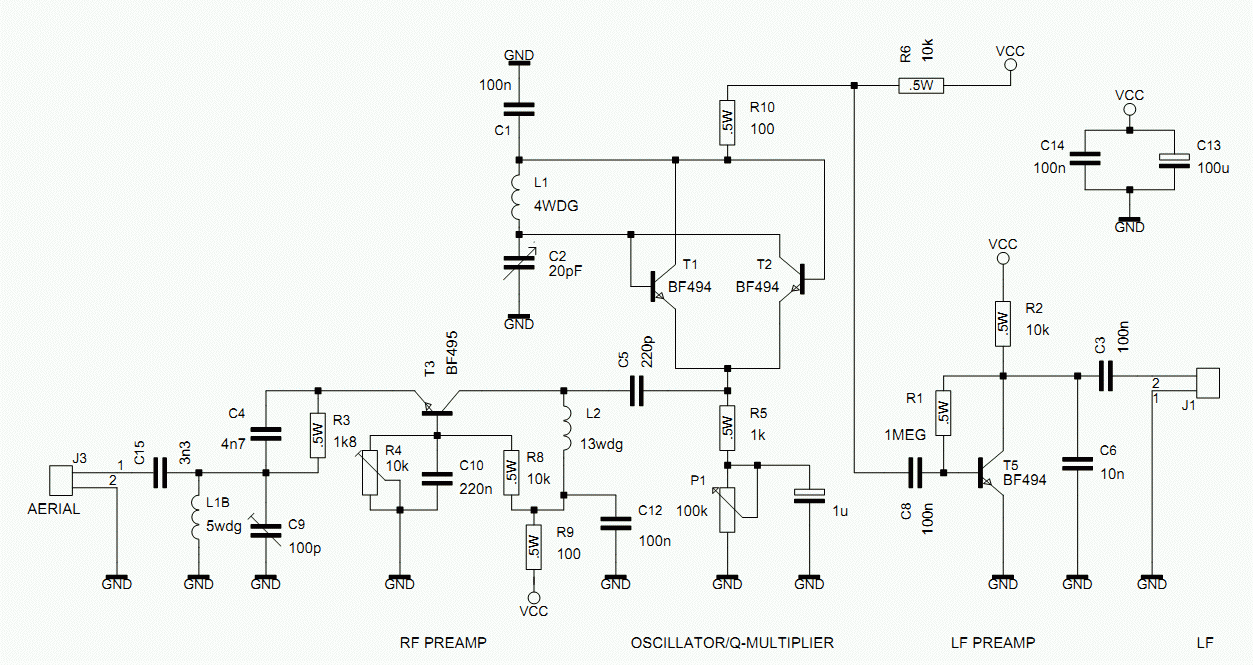 GND
100n
C1
R10
100
.5W
R6
10k
.5W
VCC
VCC
C14
100n
C13
100u
GND
L1
4WDG
C2
20pF
GND
T1
BF494
T2
BF494
VCC
R2
10k
.5W
C3
100n
2
1
J1
T3
BF495
C5
220p
C4
4n7
R3
1k8
.5W
R4
10k
C10
220n
R8
10k
.5W
L2
13wdg
R5
1k
.5W
P1
100k
1u
R1
1MEG
.5W
T5
BF494
C6
10n
C8
100n
J3
1
2
AERIAL
C15
3n3
L1B
5wdg
C9
100p
R9
100
.5W
C12
100n
GND
GND
GND
GND
VCC
GND
GND
GND
GND
GND
GND
RF PREAMP
OSCILLATOR/Q-MULTIPLIER
LF PREAMP
LF